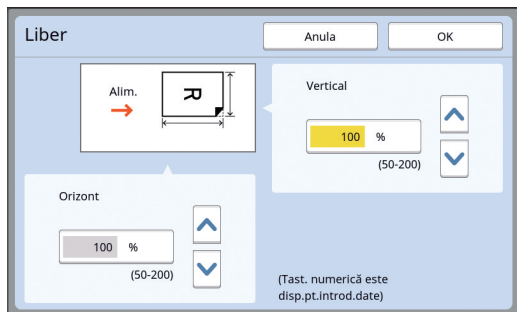 Liber
Anula
OK
Alim.
R
Vertical
100 %
(50-200)
Orizont
100 %
(50-200)
(Tast. numerică este
disp.pt.introd.date)